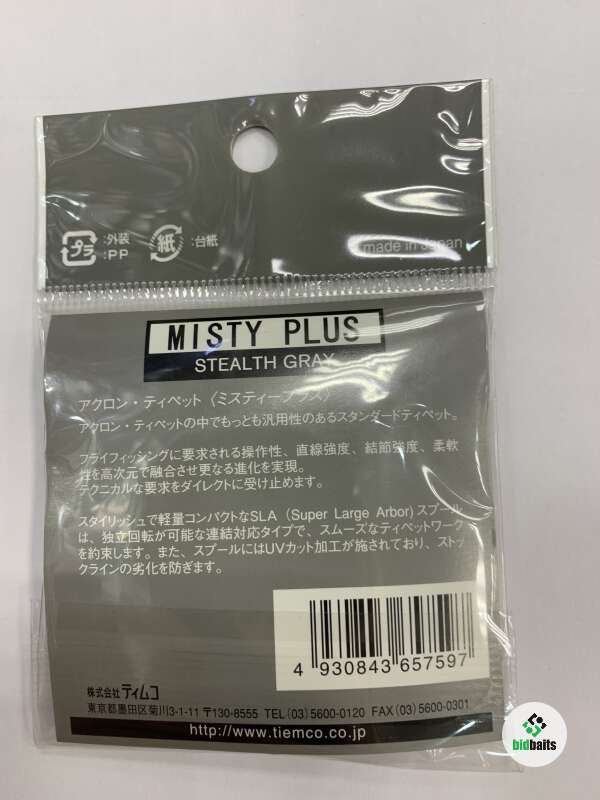 プラ :外装
:PP
紙 :台紙
made in Japan
MISTY PLUS
STEALTH GRAY
アクロン・ティペット〈ミスティープラス〉
アクロン・ティペットの中でもっとも汎用性のあるスタンダードティペット。
フライフィッシングに要求される操作性、直線強度、結節強度、柔軟
性を高次元で融合させ更なる進化を実現。
テクニカルな要求をダイレクトに受け止めます。
スタイリッシュで軽量コンパクトなSLA（Super Large Arbor）スプール
は、独立回転が可能な連結対応タイプで、スムーズなティペットワーク
を約束します。また、スプールにはUVカット加工が施されており、ストッ
クラインの劣化を防ぎます。
4 930843 657597
株式会社ティムコ
東京都墨田区菊川3-1-11 〒130-8555 TEL(03)5600-0120 FAX(03)5600-0301
http://www.tiemco.co.jp
bidbaits